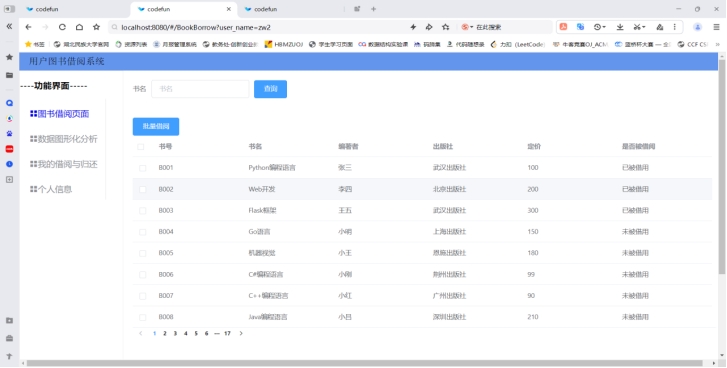 codefun
codefun
codefun
localhost:8080/#/BookBorrow?user_name=zw2
在此搜索
书签
湖北民族大学官网
资源列表
月度管理系统
教务处-创新创业
HBMZUOJ
学生学习页面
数据结构实验课
码蹄集
代码随想录
力扣 (LeetCode)
牛客竞赛OJ_ACM
蓝桥杯大赛 — 全
CCF CS
用户图书借阅系统
----功能界面-----
图书借阅页面
数据图形化分析
我的借阅与归还
个人信息
书名 书名 查询
批量借阅
书号 书名 编著者 出版社 定价 是否被借阅
B001 Python编程语言 张三 武汉出版社 100 已被借用
B002 Web开发 李四 北京出版社 200 已被借用
B003 Flask框架 王五 武汉出版社 300 已被借用
B004 Go语言 小明 上海出版社 150 未被借用
B005 机器视觉 小王 恩施出版社 180 未被借用
B006 C#编程语言 小刚 荆州出版社 99 未被借用
B007 C++编程语言 小红 广州出版社 90 未被借用
B008 Java编程语言 小吕 深圳出版社 210 未被借用
< 1 2 3 4 5 6 ··· 17 >